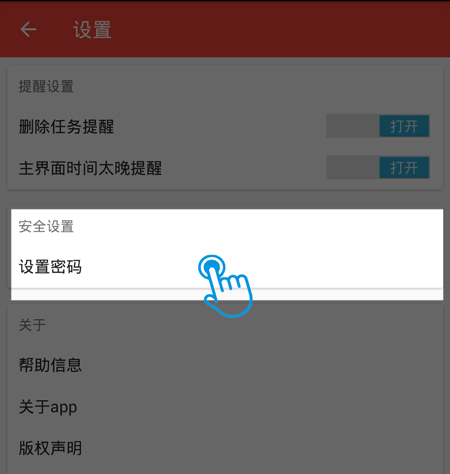 设置
提醒设置
删除任务提醒 打开
主界面时间太晚提醒 打开
安全设置
设置密码
关于
帮助信息
关于app
版权声明